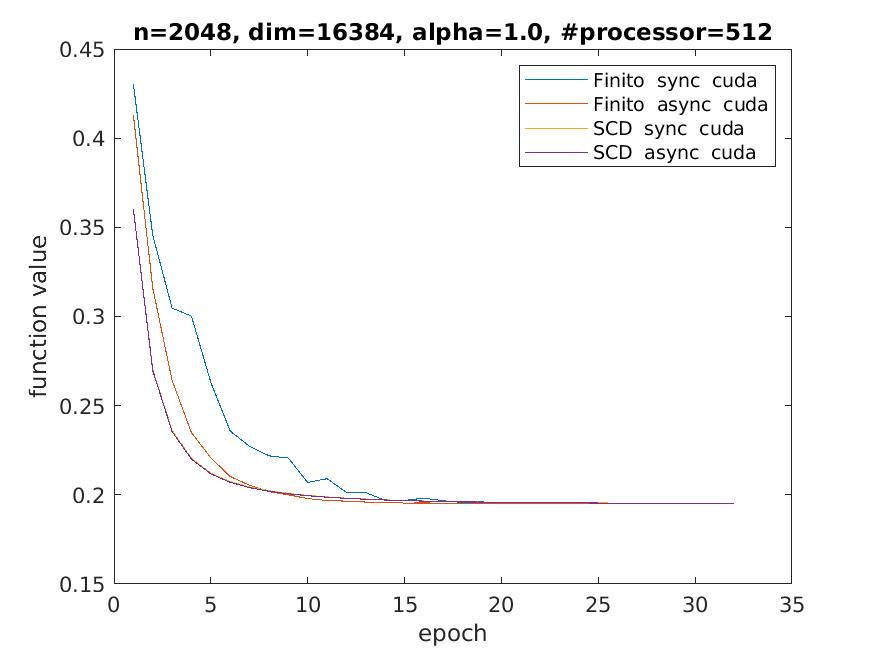 n=2048, dim=16384, alpha=1.0, #processor=512
0.45
0.4
0.35
0.3
0.25
0.2
0.15
function value
Finito sync cuda
Finito async cuda
SCD sync cuda
SCD async cuda
0 5 10 15 20 25 30 35
epoch